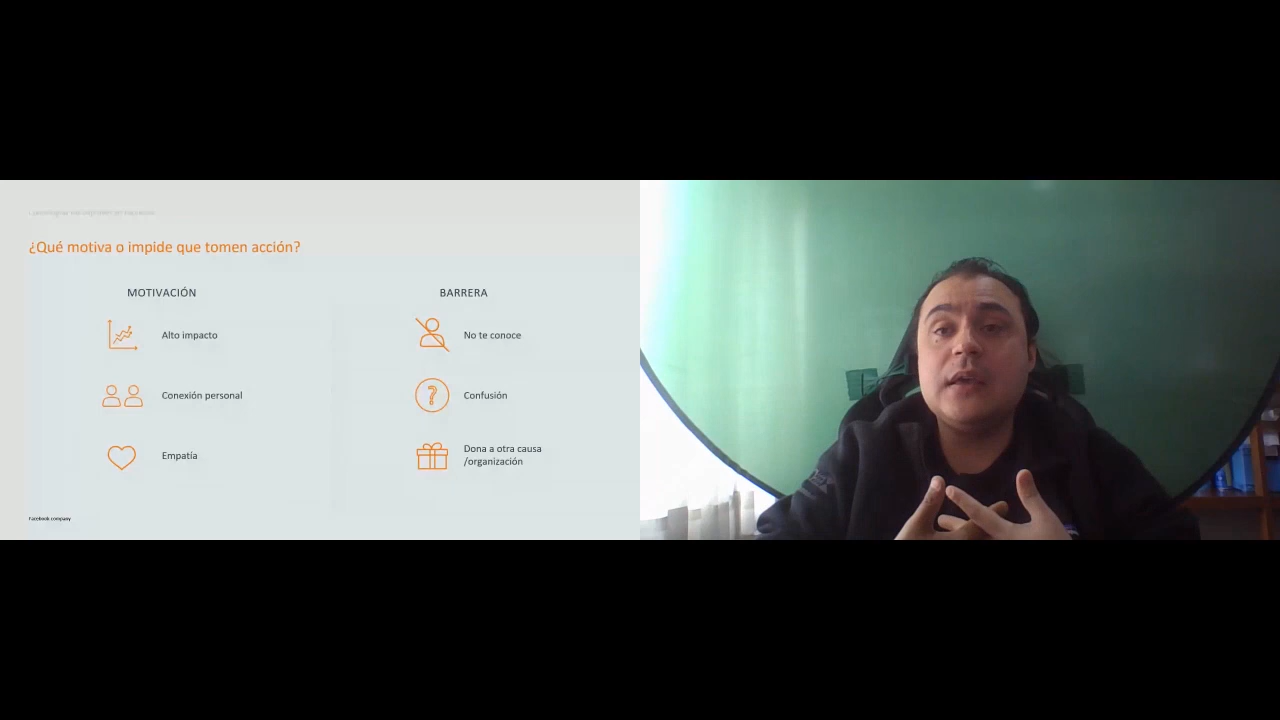 ¿Qué motiva o impide que tomen acción?
MOTIVACIÓN
Alto impacto
Conexión personal
Empatía
BARRERA
No te conoce
Confusión
Dona a otra causa
/organización
Facebook company